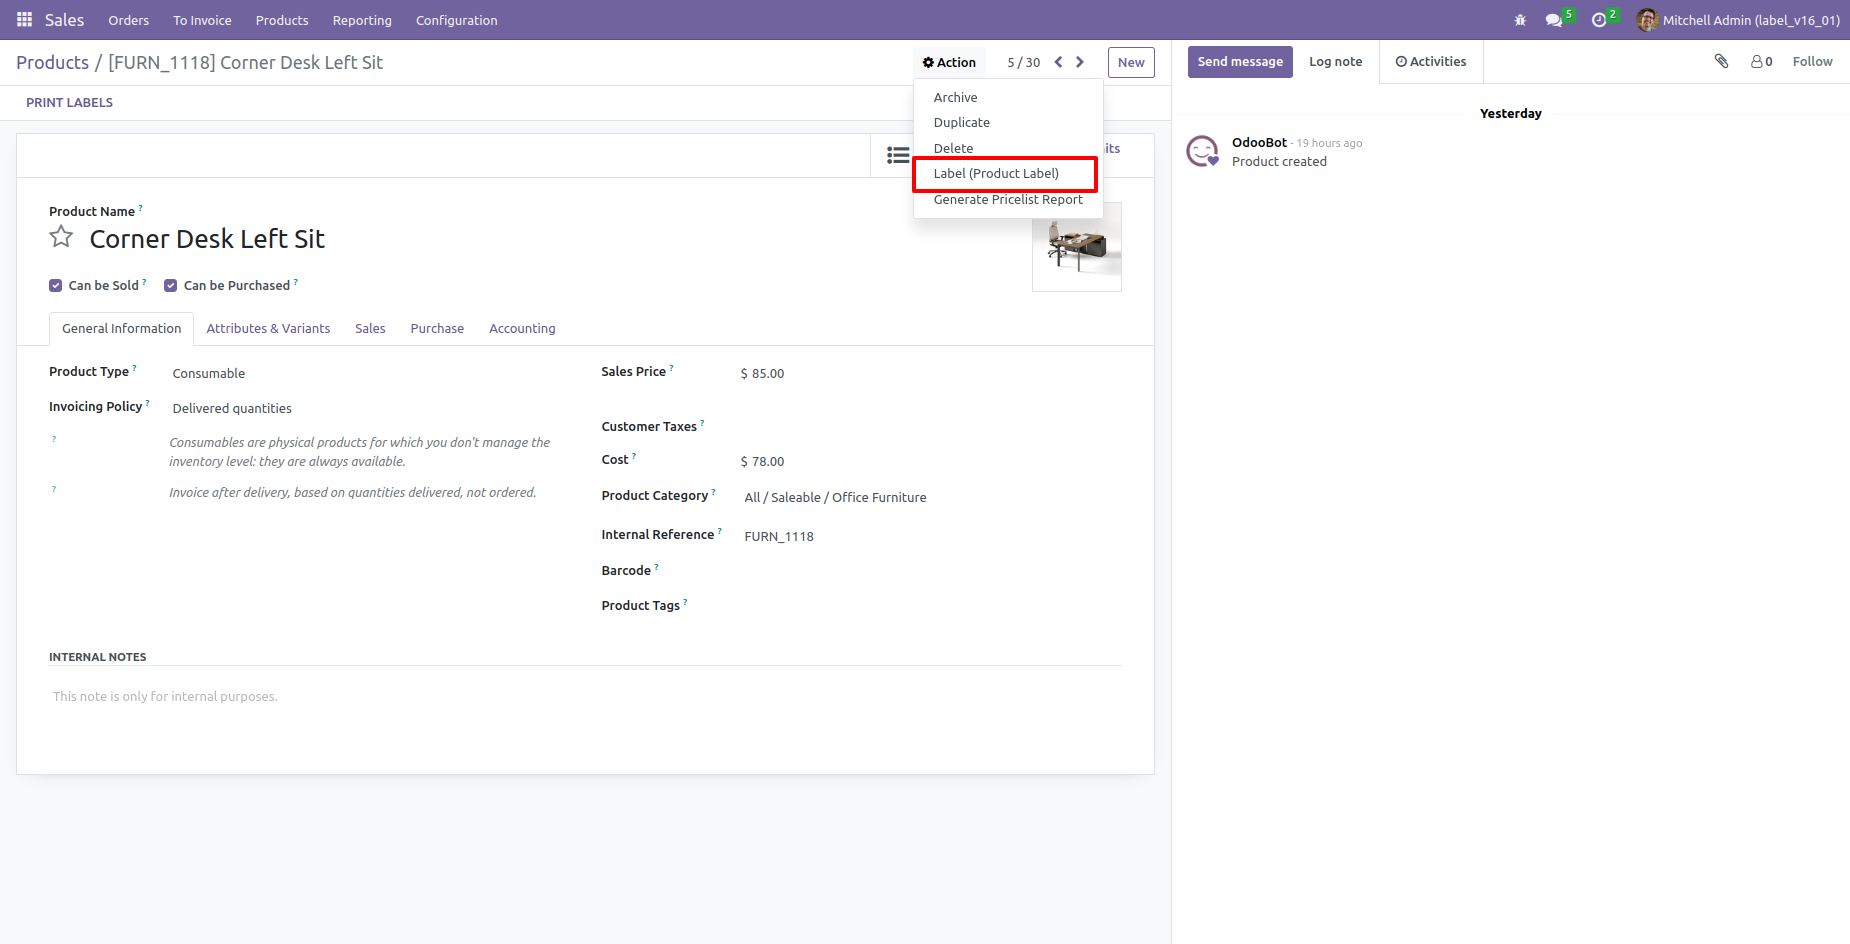 Sales Orders To Invoice Products Reporting Configuration 5 2 Mitchell Admin (label_v16_01)
Products / [FURN_1118] Corner Desk Left Sit Action 5 / 30 New Send message Log note Activities 0 Follow
PRINT LABELS
Archive
Duplicate
Delete
Label (Product Label)
Generate Pricelist Report
Yesterday
OdooBot - 19 hours ago
Product created
Product Name ?
Corner Desk Left Sit
Can be Sold ? Can be Purchased ?
General Information Attributes & Variants Sales Purchase Accounting
Product Type ? Consumable
Invoicing Policy ? Delivered quantities
? Consumables are physical products for which you don't manage the
inventory level: they are always available.
? Invoice after delivery, based on quantities delivered, not ordered.
Sales Price ? $ 85.00
Customer Taxes ?
Cost ? $ 78.00
Product Category ? All / Saleable / Office Furniture
Internal Reference ? FURN_1118
Barcode ?
Product Tags ?
INTERNAL NOTES
This note is only for internal purposes.